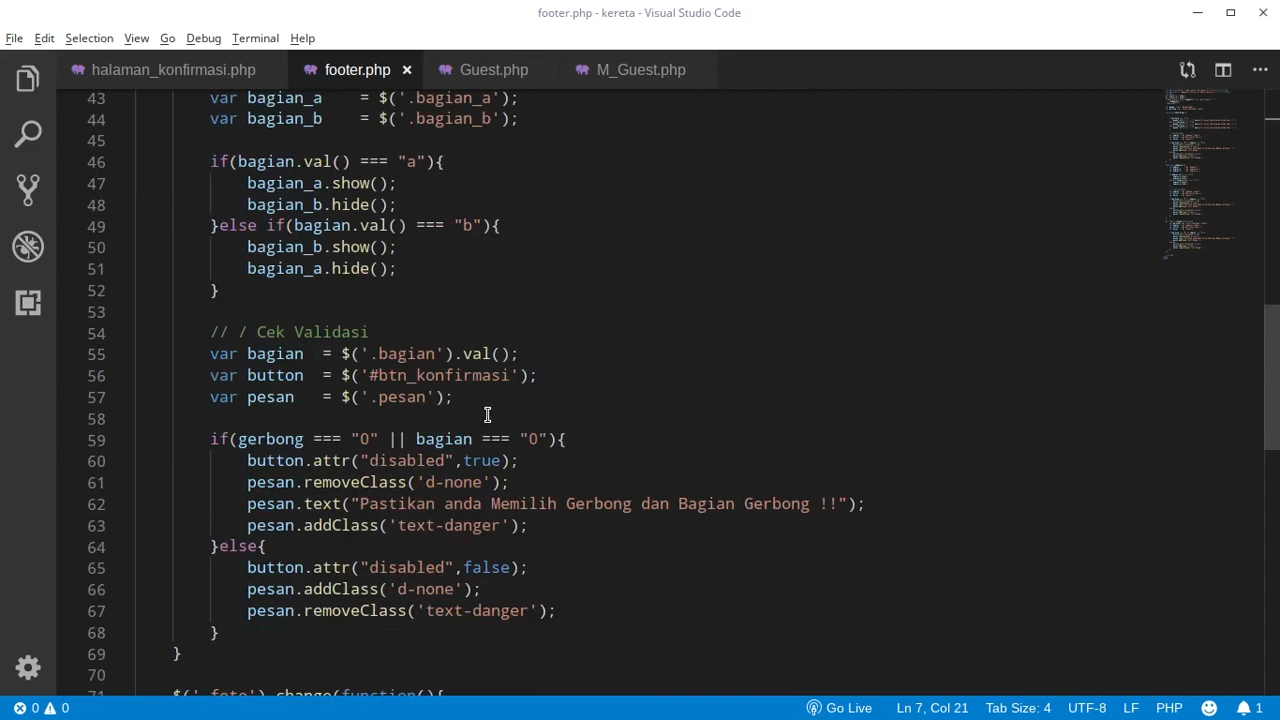 footer.php - kereta - Visual Studio Code
File Edit Selection View Go Debug Terminal Help
halaman_konfirmasi.php footer.php Guest.php M_Guest.php
43 var bagian_a = $('.bagian_a');
44 var bagian_b = $('.bagian_b');
45
46 if(bagian.val() === "a"){
47 bagian_a.show();
48 bagian_b.hide();
49 }else if(bagian.val() === "b"){
50 bagian_b.show();
51 bagian_a.hide();
52 }
53
54 // / Cek Validasi
55 var bagian = $('.bagian').val();
56 var button = $('#btn_konfirmasi');
57 var pesan = $('.pesan');
58
59 if(gerbong === "0" || bagian === "0"){
60 button.attr("disabled",true);
61 pesan.removeClass('d-none');
62 pesan.text("Pastikan anda Memilih Gerbong dan Bagian Gerbong !!");
63 pesan.addClass('text-danger');
64 }else{
65 button.attr("disabled",false);
66 pesan.addClass('d-none');
67 pesan.removeClass('text-danger');
68 }
69 }
70
71 $('.foto').change(function(){
0 0 Go Live Ln 7, Col 21 Tab Size: 4 UTF-8 LF PHP 1